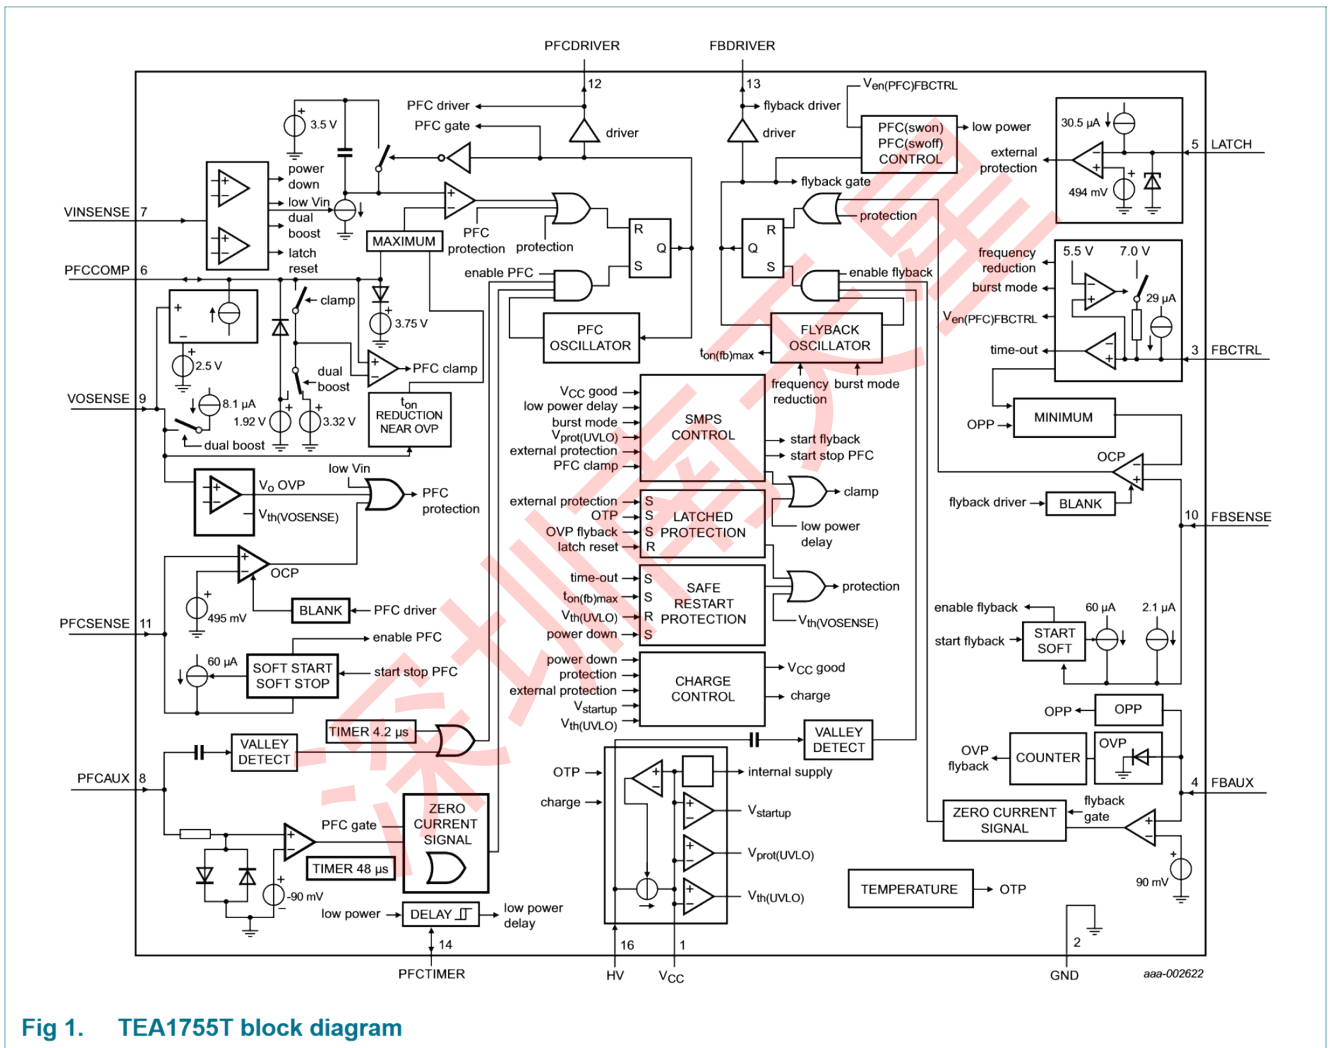 PFCDRIVER
FBDRIVER
12
13
PFC driver
flyback driver
Ven(PFC)FBCTRL
3.5 V
PFC gate
driver
driver
PFC(swon)
PFC(swoff)
CONTROL
low power
30.5 µA
5 LATCH
external
protection
494 mV
power
down
low Vin
dual
boost
latch
reset
VINSENSE 7
flyback gate
MAXIMUM
PFC
protection
protection
R
S
Q
R
S
Q
protection
PFCCOMP 6
enable PFC
enable flyback
frequency
reduction
burst mode
Ven(PFC)FBCTRL
time-out
5.5 V
7.0 V
29 µA
3 FBCTRL
clamp
3.75 V
2.5 V
PFC
OSCILLATOR
FLYBACK
OSCILLATOR
ton(fb)max
frequency
reduction
burst mode
PFC clamp
dual
boost
VOSENSE 9
8.1 µA
1.92 V
3.32 V
dual boost
ton
REDUCTION
NEAR OVP
VCC good
low power delay
burst mode
Vprot(UVLO)
external protection
PFC clamp
SMPS
CONTROL
start flyback
start stop PFC
OPP
MINIMUM
OCP
flyback driver
BLANK
10 FBSENSE
low Vin
Vo OVP
Vth(VOSENSE)
PFC
protection
clamp
low power
delay
external protection
OTP
OVP flyback
latch reset
S
S
S
R
LATCHED
PROTECTION
OCP
495 mV
BLANK
PFC driver
PFCSENSE 11
time-out
ton(fb)max
Vth(UVLO)
power down
S
S
R
S
SAFE
RESTART
PROTECTION
protection
Vth(VOSENSE)
enable flyback
start flyback
START
SOFT
60 µA
2.1 µA
enable PFC
60 µA
SOFT START
SOFT STOP
start stop PFC
power down
protection
external protection
Vstartup
Vth(UVLO)
CHARGE
CONTROL
VCC good
charge
OPP
OPP
TIMER 4.2 µs
VALLEY
DETECT
VALLEY
DETECT
OVP
flyback
COUNTER
OVP
PFCAUX 8
4 FBAUX
OTP
charge
internal supply
Vstartup
Vprot(UVLO)
Vth(UVLO)
PFC gate
ZERO
CURRENT
SIGNAL
TIMER 48 µs
-90 mV
ZERO CURRENT
SIGNAL
flyback
gate
90 mV
TEMPERATURE
OTP
low power
DELAY
low power
delay
14
PFCTIMER
16
HV
1
VCC
2
GND
aaa-002622
深圳南天星
Fig 1. TEA1755T block diagram